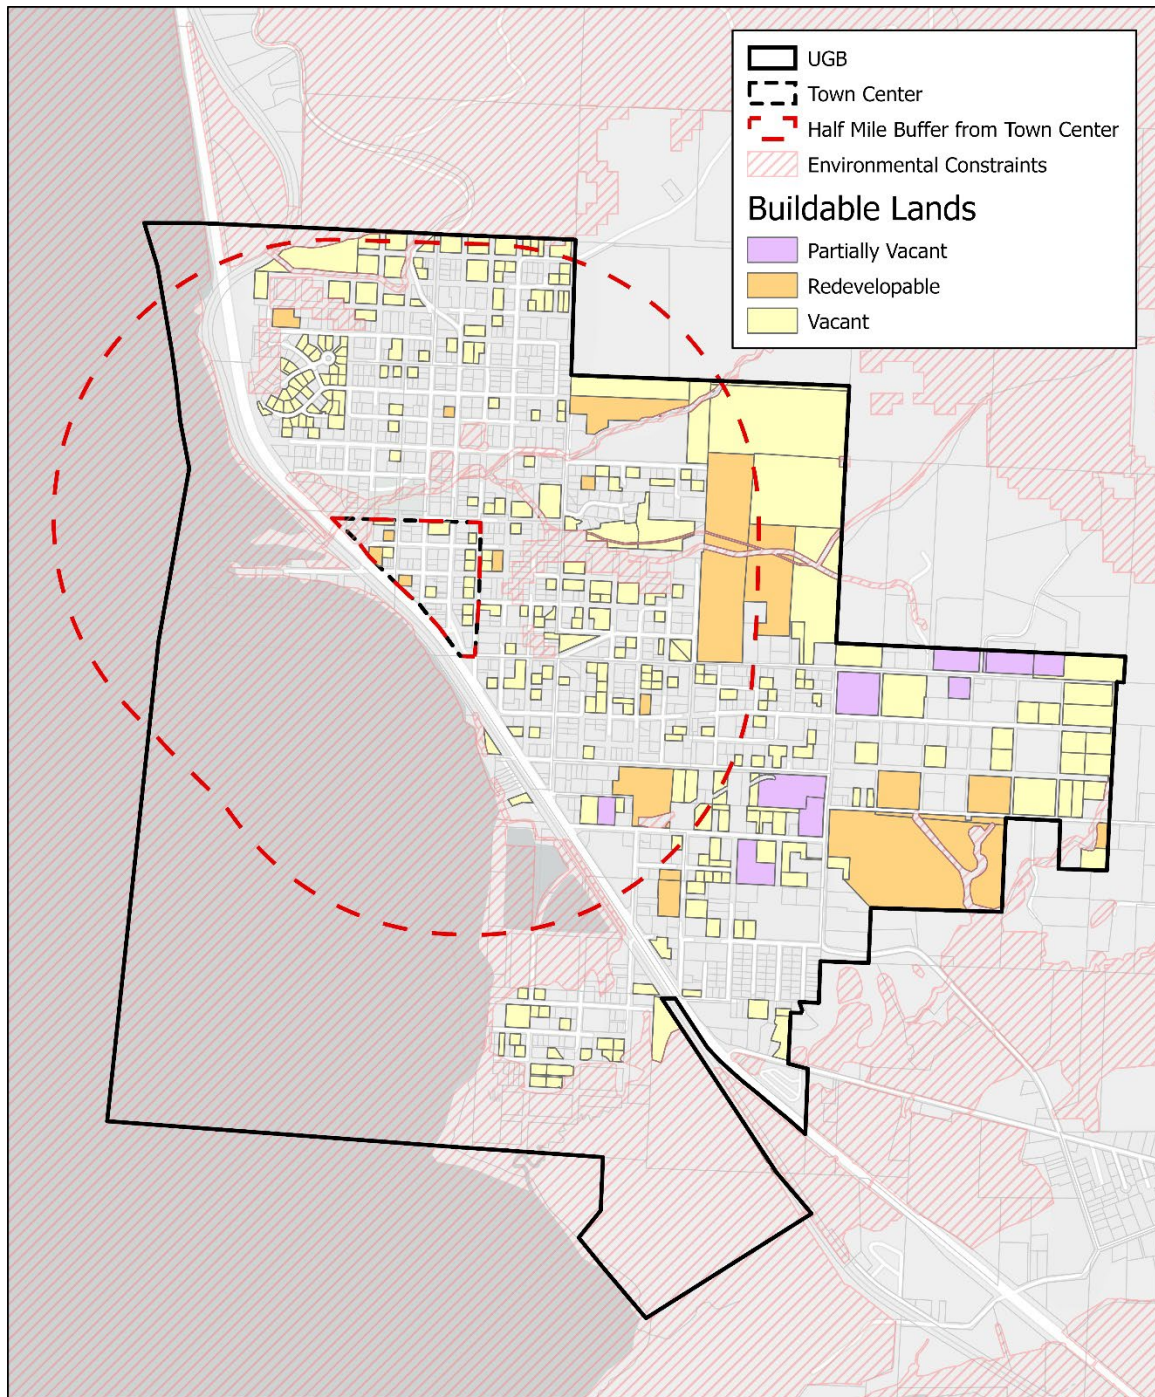 UGB
Town Center
Half Mile Buffer from Town Center
Environmental Constraints
Buildable Lands
Partially Vacant
Redevelopable
Vacant